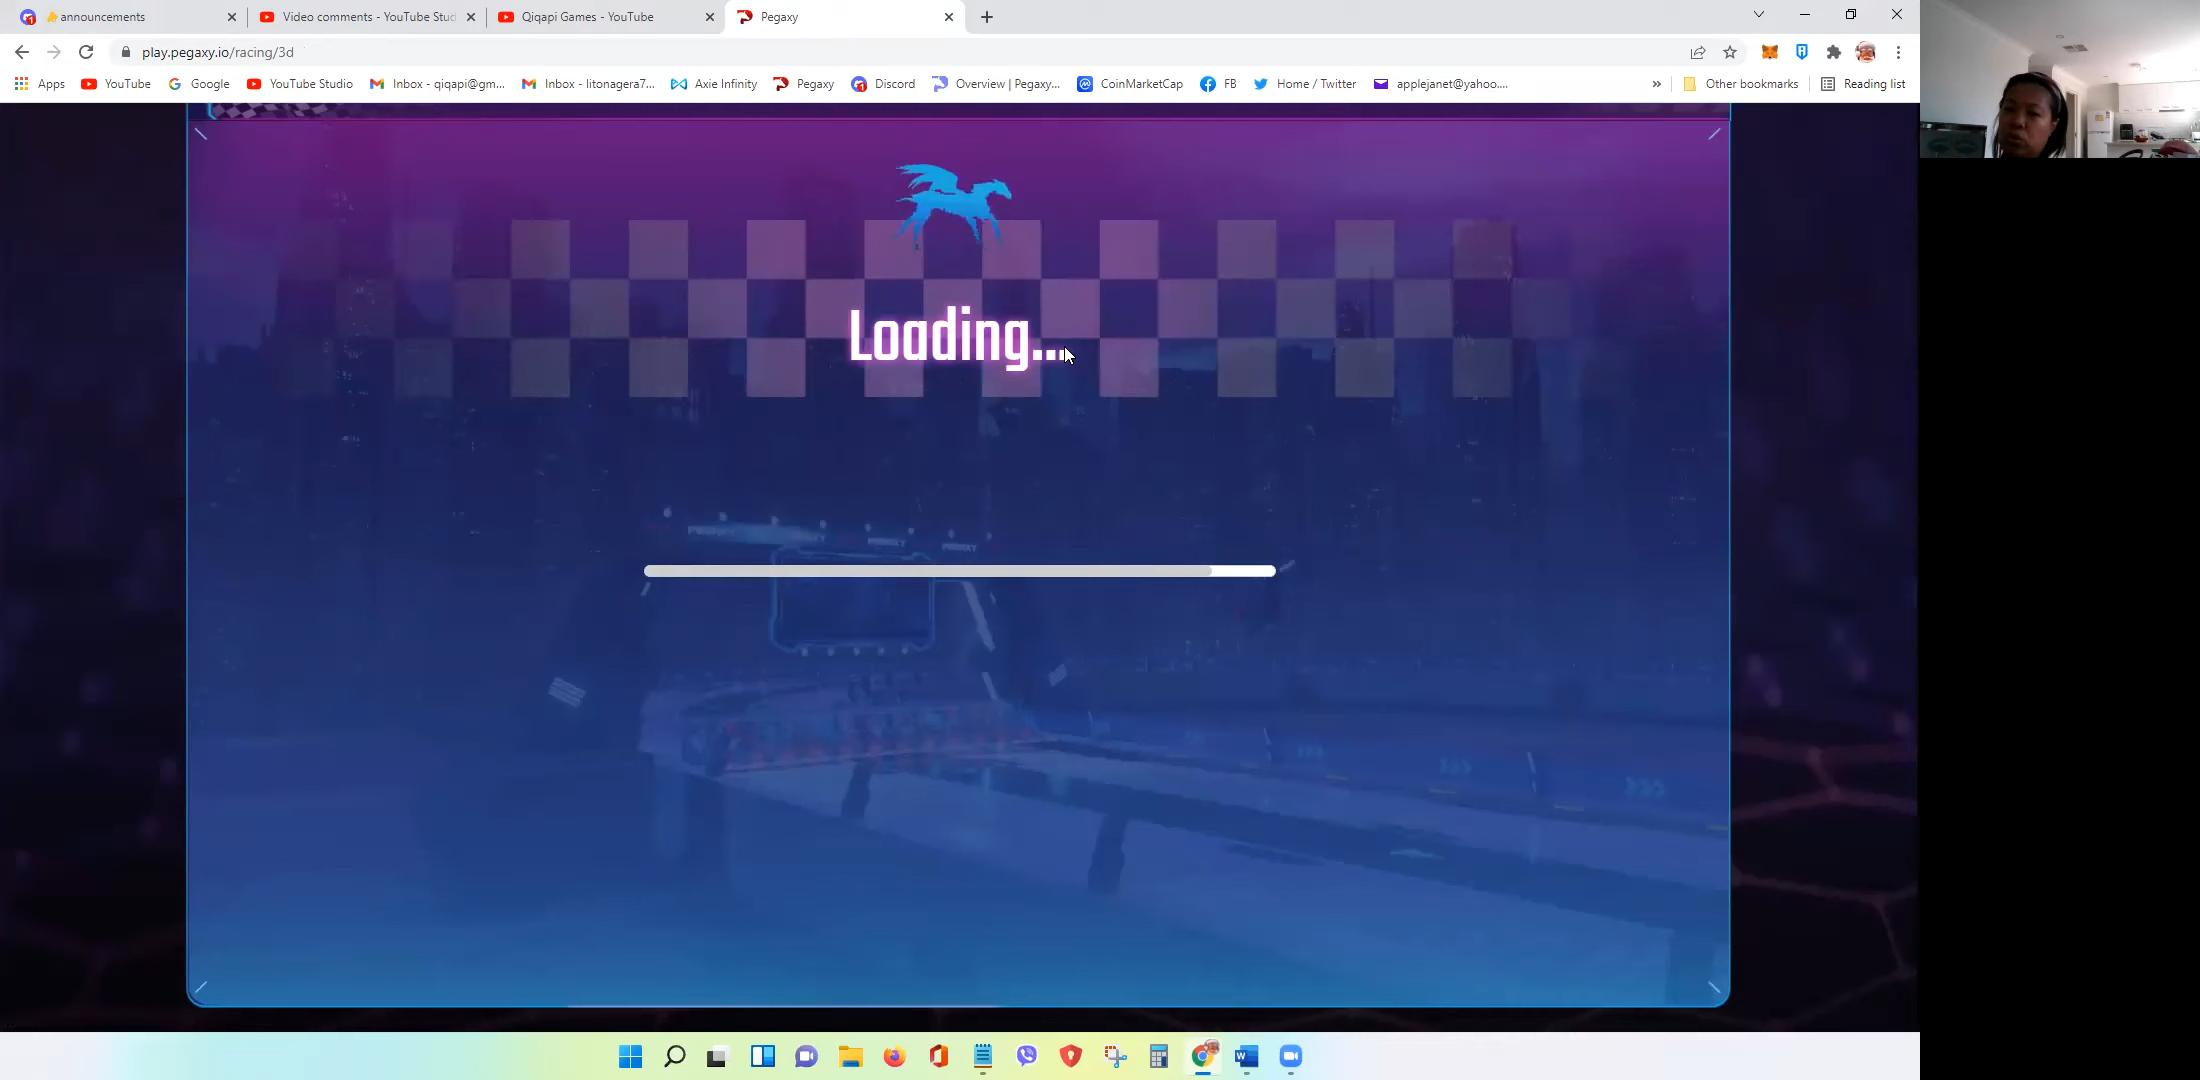 announcements
Video comments - YouTube Stud
Qiqapi Games - YouTube
Pegaxy
play.pegaxy.io/racing/3d
Apps
YouTube
Google
YouTube Studio
Inbox - qiqapi@gm...
Inbox - litonagera7...
Axie Infinity
Pegaxy
Discord
Overview | Pegaxy...
CoinMarketCap
FB
Home / Twitter
applejanet@yahoo....
»
Other bookmarks
Reading list
Loading...